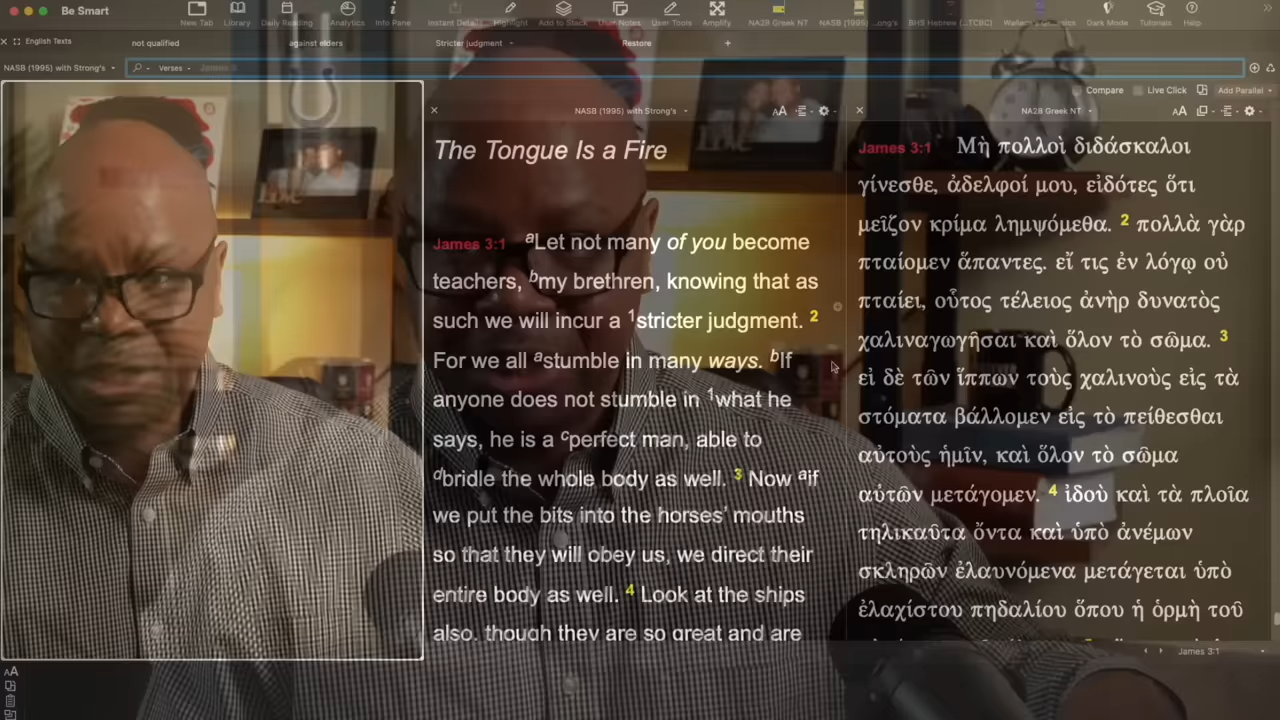 Be Smart
New Tab
Library
Daily Reading
Analytics
Info Pane
Instant Details
Highlight
Add to Stack
User Notes
User Tools
Amplify
NA28 Greek NT
NASB (1995)
BHS Hebrew
Dark Mode
Tutorials
Help
English Texts
not qualified
against elders
Stricter judgment
Restore
NASB (1995) with Strong's
Verses
Compare
Live Click
Add Parallel
NASB (1995) with Strong's
The Tongue Is a Fire
James 3:1 aLet not many of you become
teachers, bmy brethren, knowing that as
such we will incur a 1stricter judgment. 2
For we all astumble in many ways. bIf
anyone does not stumble in 1what he
says, he is a cperfect man, able to
dbridle the whole body as well. 3 Now aif
we put the bits into the horses' mouths
so that they will obey us, we direct their
entire body as well. 4 Look at the ships
also, though they are so great and are
NA28 Greek NT
James 3:1 Μὴ πολλοὶ διδάσκαλοι
γίνεσθε, ἀδελφοί μου, εἰδότες ὅτι
μεῖζον κρίμα λημψόμεθα. 2 πολλὰ γὰρ
πταίομεν ἅπαντες. εἴ τις ἐν λόγῳ οὐ
πταίει, οὗτος τέλειος ἀνὴρ δυνατὸς
χαλιναγωγῆσαι καὶ ὅλον τὸ σῶμα. 3
εἰ δὲ τῶν ἵππων τοὺς χαλινοὺς εἰς τὰ
στόματα βάλλομεν εἰς τὸ πείθεσθαι
αὐτοὺς ἡμῖν, καὶ ὅλον τὸ σῶμα
αὐτῶν μετάγομεν. 4 ἰδοὺ καὶ τὰ πλοῖα
τηλικαῦτα ὄντα καὶ ὑπὸ ἀνέμων
σκληρῶν ἐλαυνόμενα μετάγεται ὑπὸ
ἐλαχίστου πηδαλίου ὅπου ἡ ὁρμὴ τοῦ
James 3:1